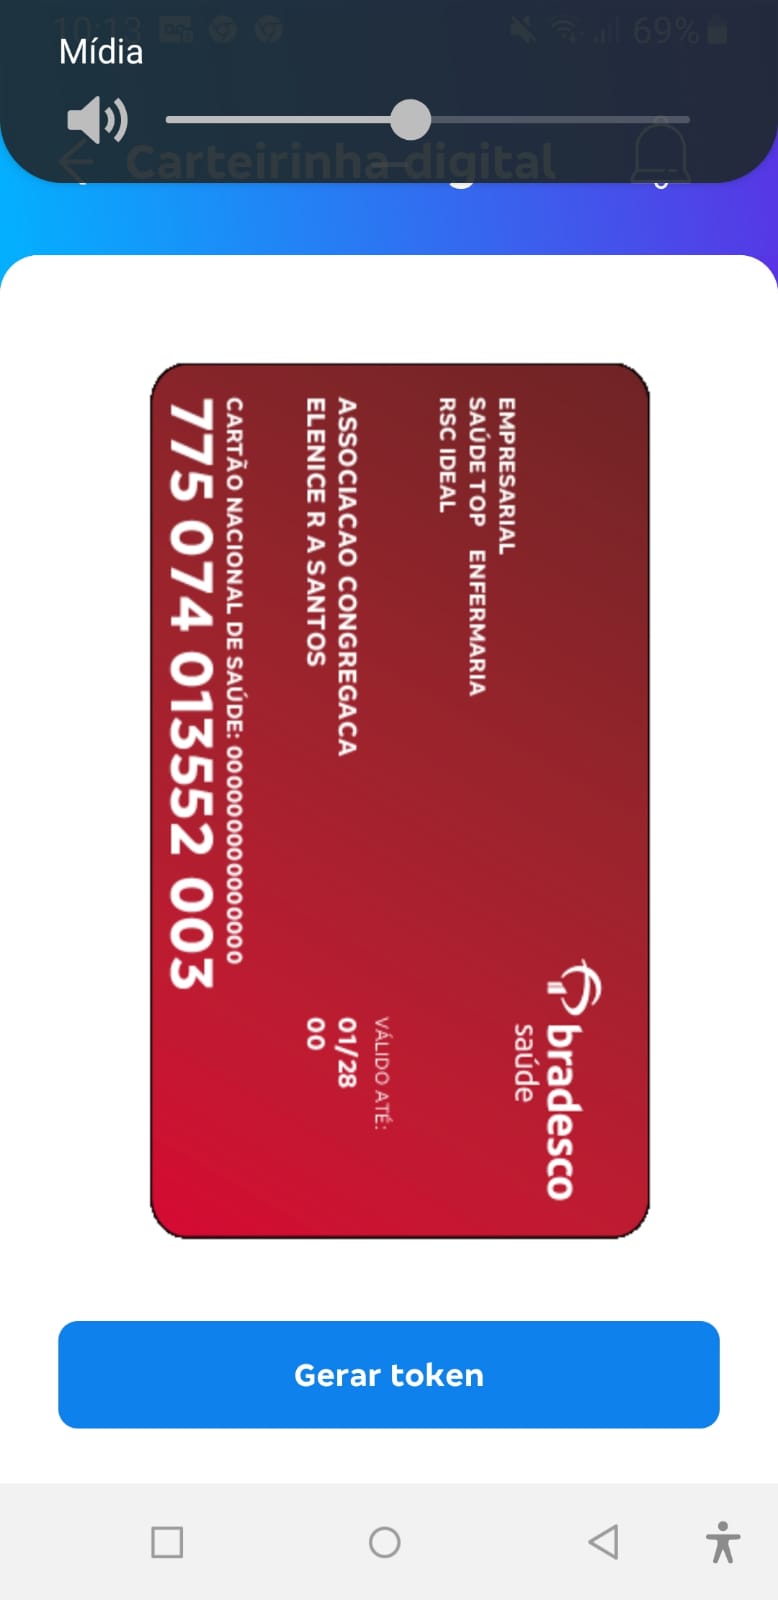 10:13
69%
Mídia
Carteirinha digital
bradesco
saúde
EMPRESARIAL
SAÚDE TOP ENFERMARIA
RSC IDEAL
VÁLIDO ATÉ:
ASSOCIACAO CONGREGACA 01/28
ELENICE R A SANTOS 00
CARTÃO NACIONAL DE SAÚDE: 000000000000000
775 074 013552 003
Gerar token